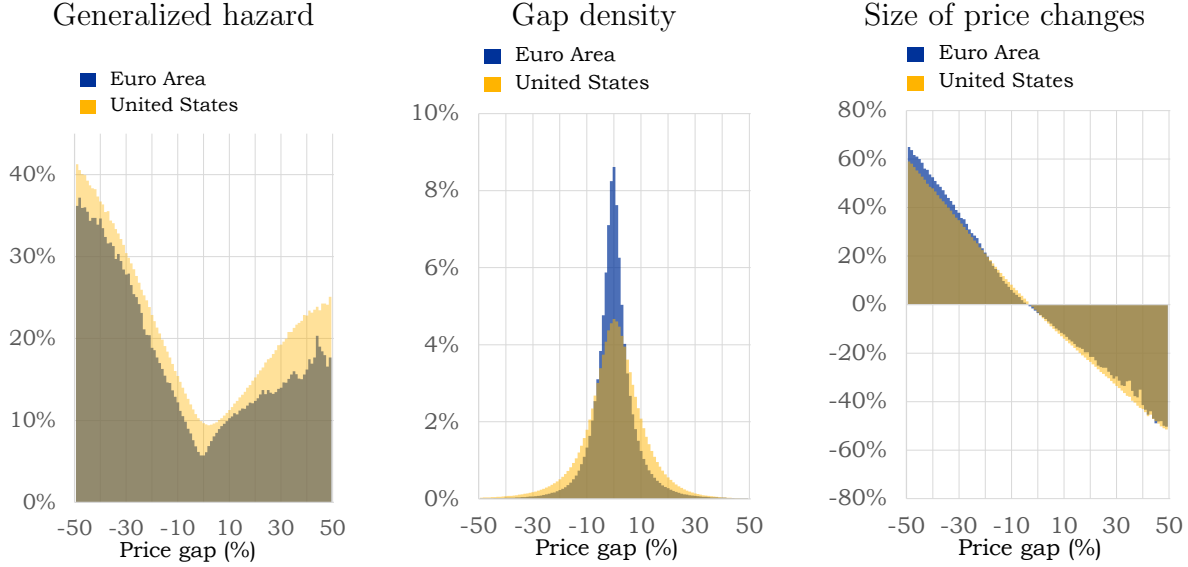 Generalized hazard
Euro Area
United States
40%
30%
20%
10%
0%
-50 -30 -10 10 30 50
Price gap (%)
Gap density
Euro Area
United States
10%
8%
6%
4%
2%
0%
-50 -30 -10 10 30 50
Price gap (%)
Size of price changes
Euro Area
United States
80%
60%
40%
20%
0%
-20%
-40%
-60%
-80%
-50 -30 -10 10 30 50
Price gap (%)